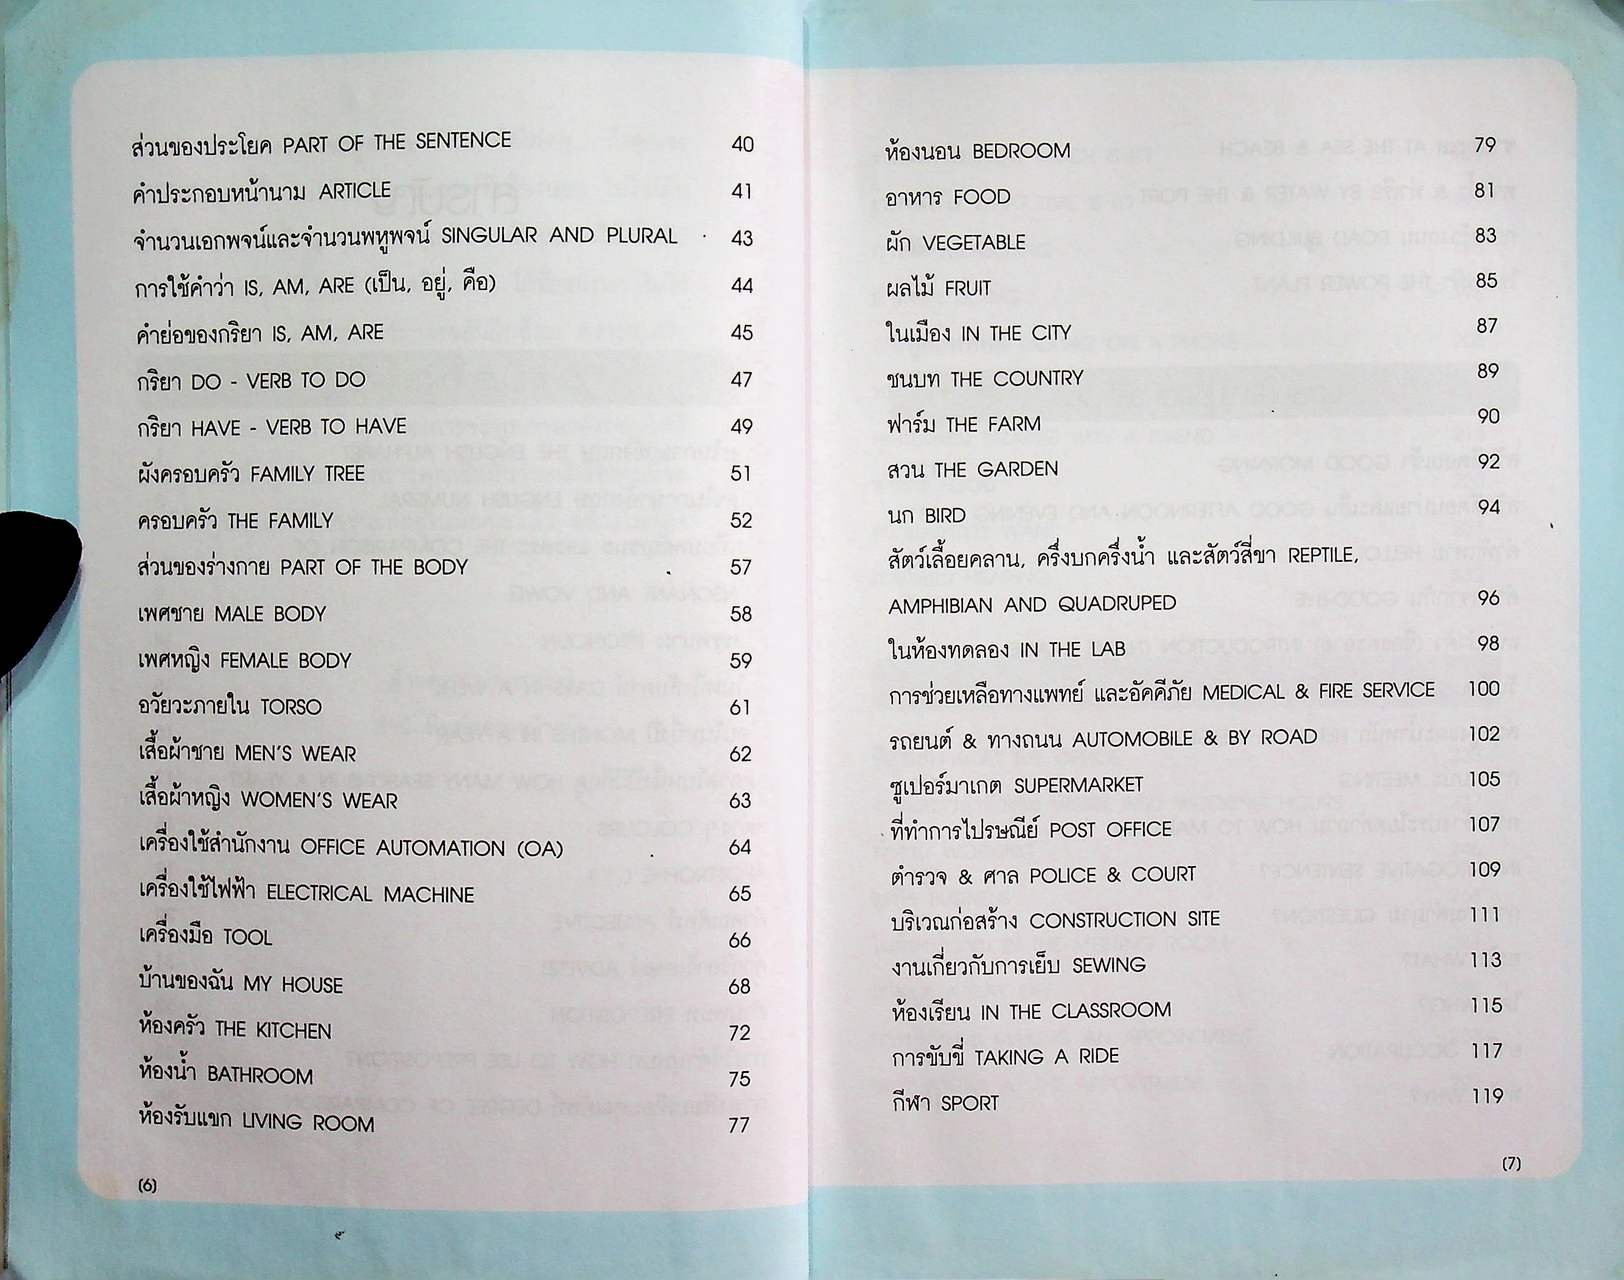 ส่วนของประโยค PART OF THE SENTENCE 40
คำประกอบหน้านาม ARTICLE 41
จำนวนเอกพจน์และจำนวนพหูพจน์ SINGULAR AND PLURAL 43
การใช้คำว่า IS, AM, ARE (เป็น, อยู่, คือ) 44
คำย่อของกริยา IS, AM, ARE 45
กริยา DO - VERB TO DO 47
กริยา HAVE - VERB TO HAVE 49
ผังครอบครัว FAMILY TREE 51
ครอบครัว THE FAMILY 52
ส่วนของร่างกาย PART OF THE BODY 57
เพศชาย MALE BODY 58
เพศหญิง FEMALE BODY 59
อวัยวะภายใน TORSO 61
เสื้อผ้าชาย MEN'S WEAR 62
เสื้อผ้าหญิง WOMEN'S WEAR 63
เครื่องใช้สำนักงาน OFFICE AUTOMATION (OA) 64
เครื่องใช้ไฟฟ้า ELECTRICAL MACHINE 65
เครื่องมือ TOOL 66
บ้านของฉัน MY HOUSE 68
ห้องครัว THE KITCHEN 72
ห้องน้ำ BATHROOM 75
ห้องรับแขก LIVING ROOM 77
(6)
ห้องนอน BEDROOM 79
อาหาร FOOD 81
ผัก VEGETABLE 83
ผลไม้ FRUIT 85
ในเมือง IN THE CITY 87
ชนบท THE COUNTRY 89
ฟาร์ม THE FARM 90
สวน THE GARDEN 92
นก BIRD 94
สัตว์เลื้อยคลาน, ครึ่งบกครึ่งน้ำ และสัตว์สี่ขา REPTILE,
AMPHIBIAN AND QUADRUPED 96
ในห้องทดลอง IN THE LAB 98
การช่วยเหลือทางแพทย์ และอัคคีภัย MEDICAL & FIRE SERVICE 100
รถยนต์ & ทางถนน AUTOMOBILE & BY ROAD 102
ซูเปอร์มาเกต SUPERMARKET 105
ที่ทำการไปรษณีย์ POST OFFICE 107
ตำรวจ & ศาล POLICE & COURT 109
บริเวณก่อสร้าง CONSTRUCTION SITE 111
งานเกี่ยวกับการเย็บ SEWING 113
ห้องเรียน IN THE CLASSROOM 115
การขับขี่ TAKING A RIDE 117
กีฬา SPORT 119
(7)